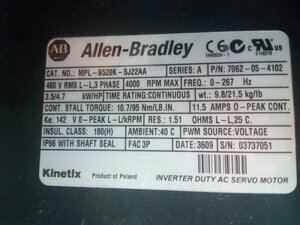 AB Allen-Bradley
CAT. NO.: MPL-B520K-SJ22AA SERIES: A P/N: 7062-05-4102
460 V RMS L-L,3 PHASE 4000 RPM FREQ.: 0-267 Hz
3.5/4.7 kW/HP TIME RATING:CONTINUOUS wt.: 9.8/21.5 kg/lb
CONT. STALL TORQUE: 10.7/95 Nm/LB.IN. 11.5 AMPS O-PEAK CONT.
Ke: 142 V 0-PEAK L-L/kRPM RES.: 1.51 OHMS L-L,25 C.
INSUL CLASS: 180(H) AMBIENT:40 C PWM SOURCE:VOLTAGE
IP66 WITH SHAFT SEAL FAC 3P DATE: 3609 S/N: 03737051
Kinetix Product of Poland INVERTER DUTY AC SERVO MOTOR